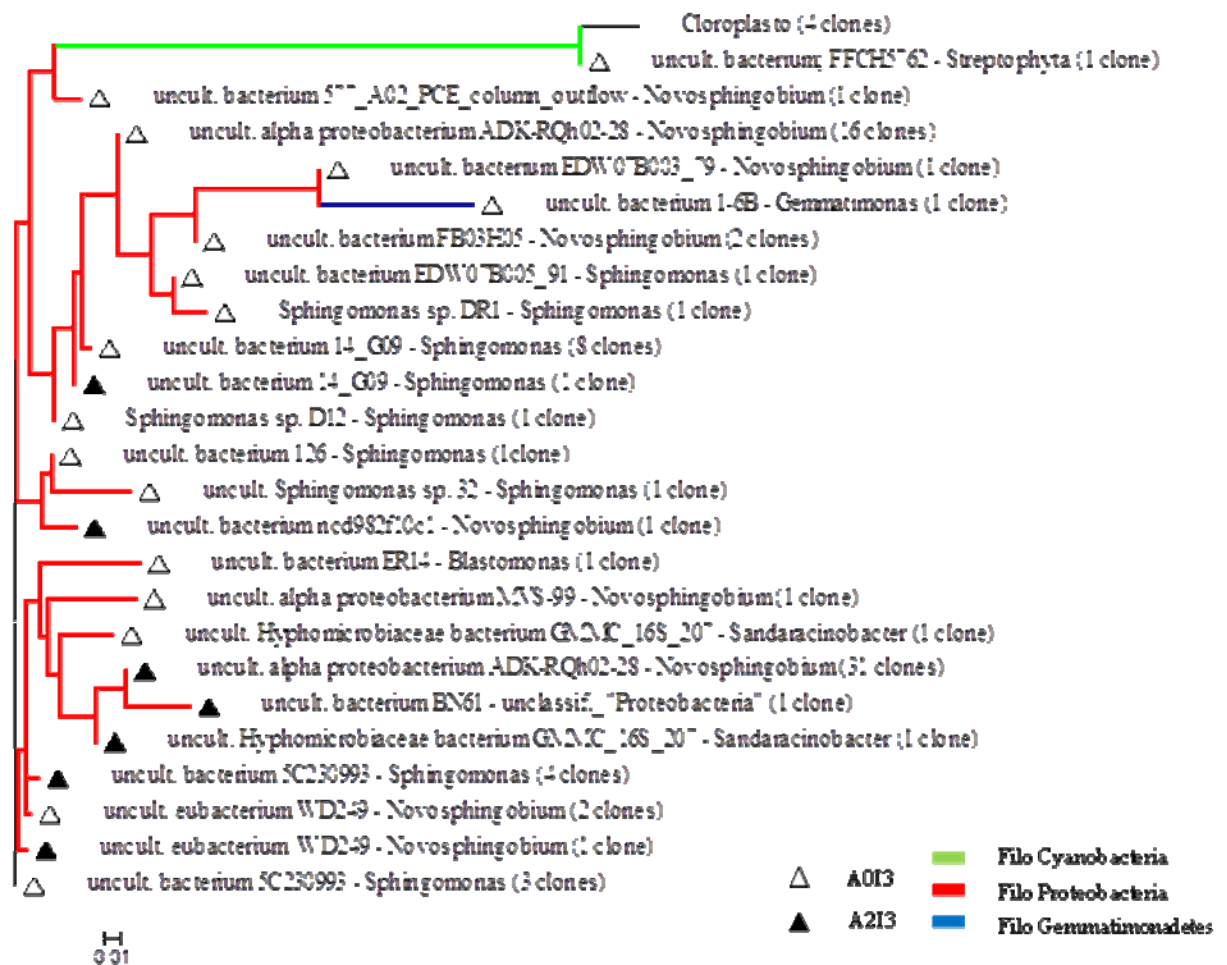 Cloroplasto (4 clones)
uncult. bacterium; FFCH5762 - Streptophyta (1 clone)
uncult. bacterium 577_A02_PCE_column_outflow - Novosphingobium (1 clone)
uncult. alpha proteobacterium ADK-RQh02-28 - Novosphingobium (26 clones)
uncult. bacterium EDW07B003_79 - Novosphingobium (1 clone)
uncult. bacterium 1-6B - Gemmatimonas (1 clone)
uncult. bacterium FB03H05 - Novosphingobium (2 clones)
uncult. bacterium EDW07B005_91 - Sphingomonas (1 clone)
Sphingomonas sp. DR1 - Sphingomonas (1 clone)
uncult. bacterium 14_G09 - Sphingomonas (8 clones)
uncult. bacterium 14_G09 - Sphingomonas (1 clone)
Sphingomonas sp. D12 - Sphingomonas (1 clone)
uncult. bacterium 126 - Sphingomonas (1clone)
uncult. Sphingomonas sp. 32 - Sphingomonas (1 clone)
uncult. bacterium ncd982f10c1 - Novosphingobium (1 clone)
uncult. bacterium ER14 - Blastomonas (1 clone)
uncult. alpha proteobacterium - Novosphingobium (1 clone)
uncult. Hyphomicrobiaceae bacterium - Sandaracinobacter (1 clone)
uncult. alpha proteobacterium ADK-RQh02-28 - Novosphingobium (31 clones)
uncult. bacterium BN61 - unclassif_"Proteobacteria" (1 clone)
uncult. Hyphomicrobiaceae bacterium - Sandaracinobacter (1 clone)
uncult. bacterium 5C230993 - Sphingomonas (4 clones)
uncult. eubacterium WD249 - Novosphingobium (2 clones)
uncult. eubacterium WD249 - Novosphingobium (1 clone)
uncult. bacterium 5C230993 - Sphingomonas (3 clones)
A0I3
A2I3
Filo Cyanobacteria
Filo Proteobacteria
Filo Gemmatimonadetes